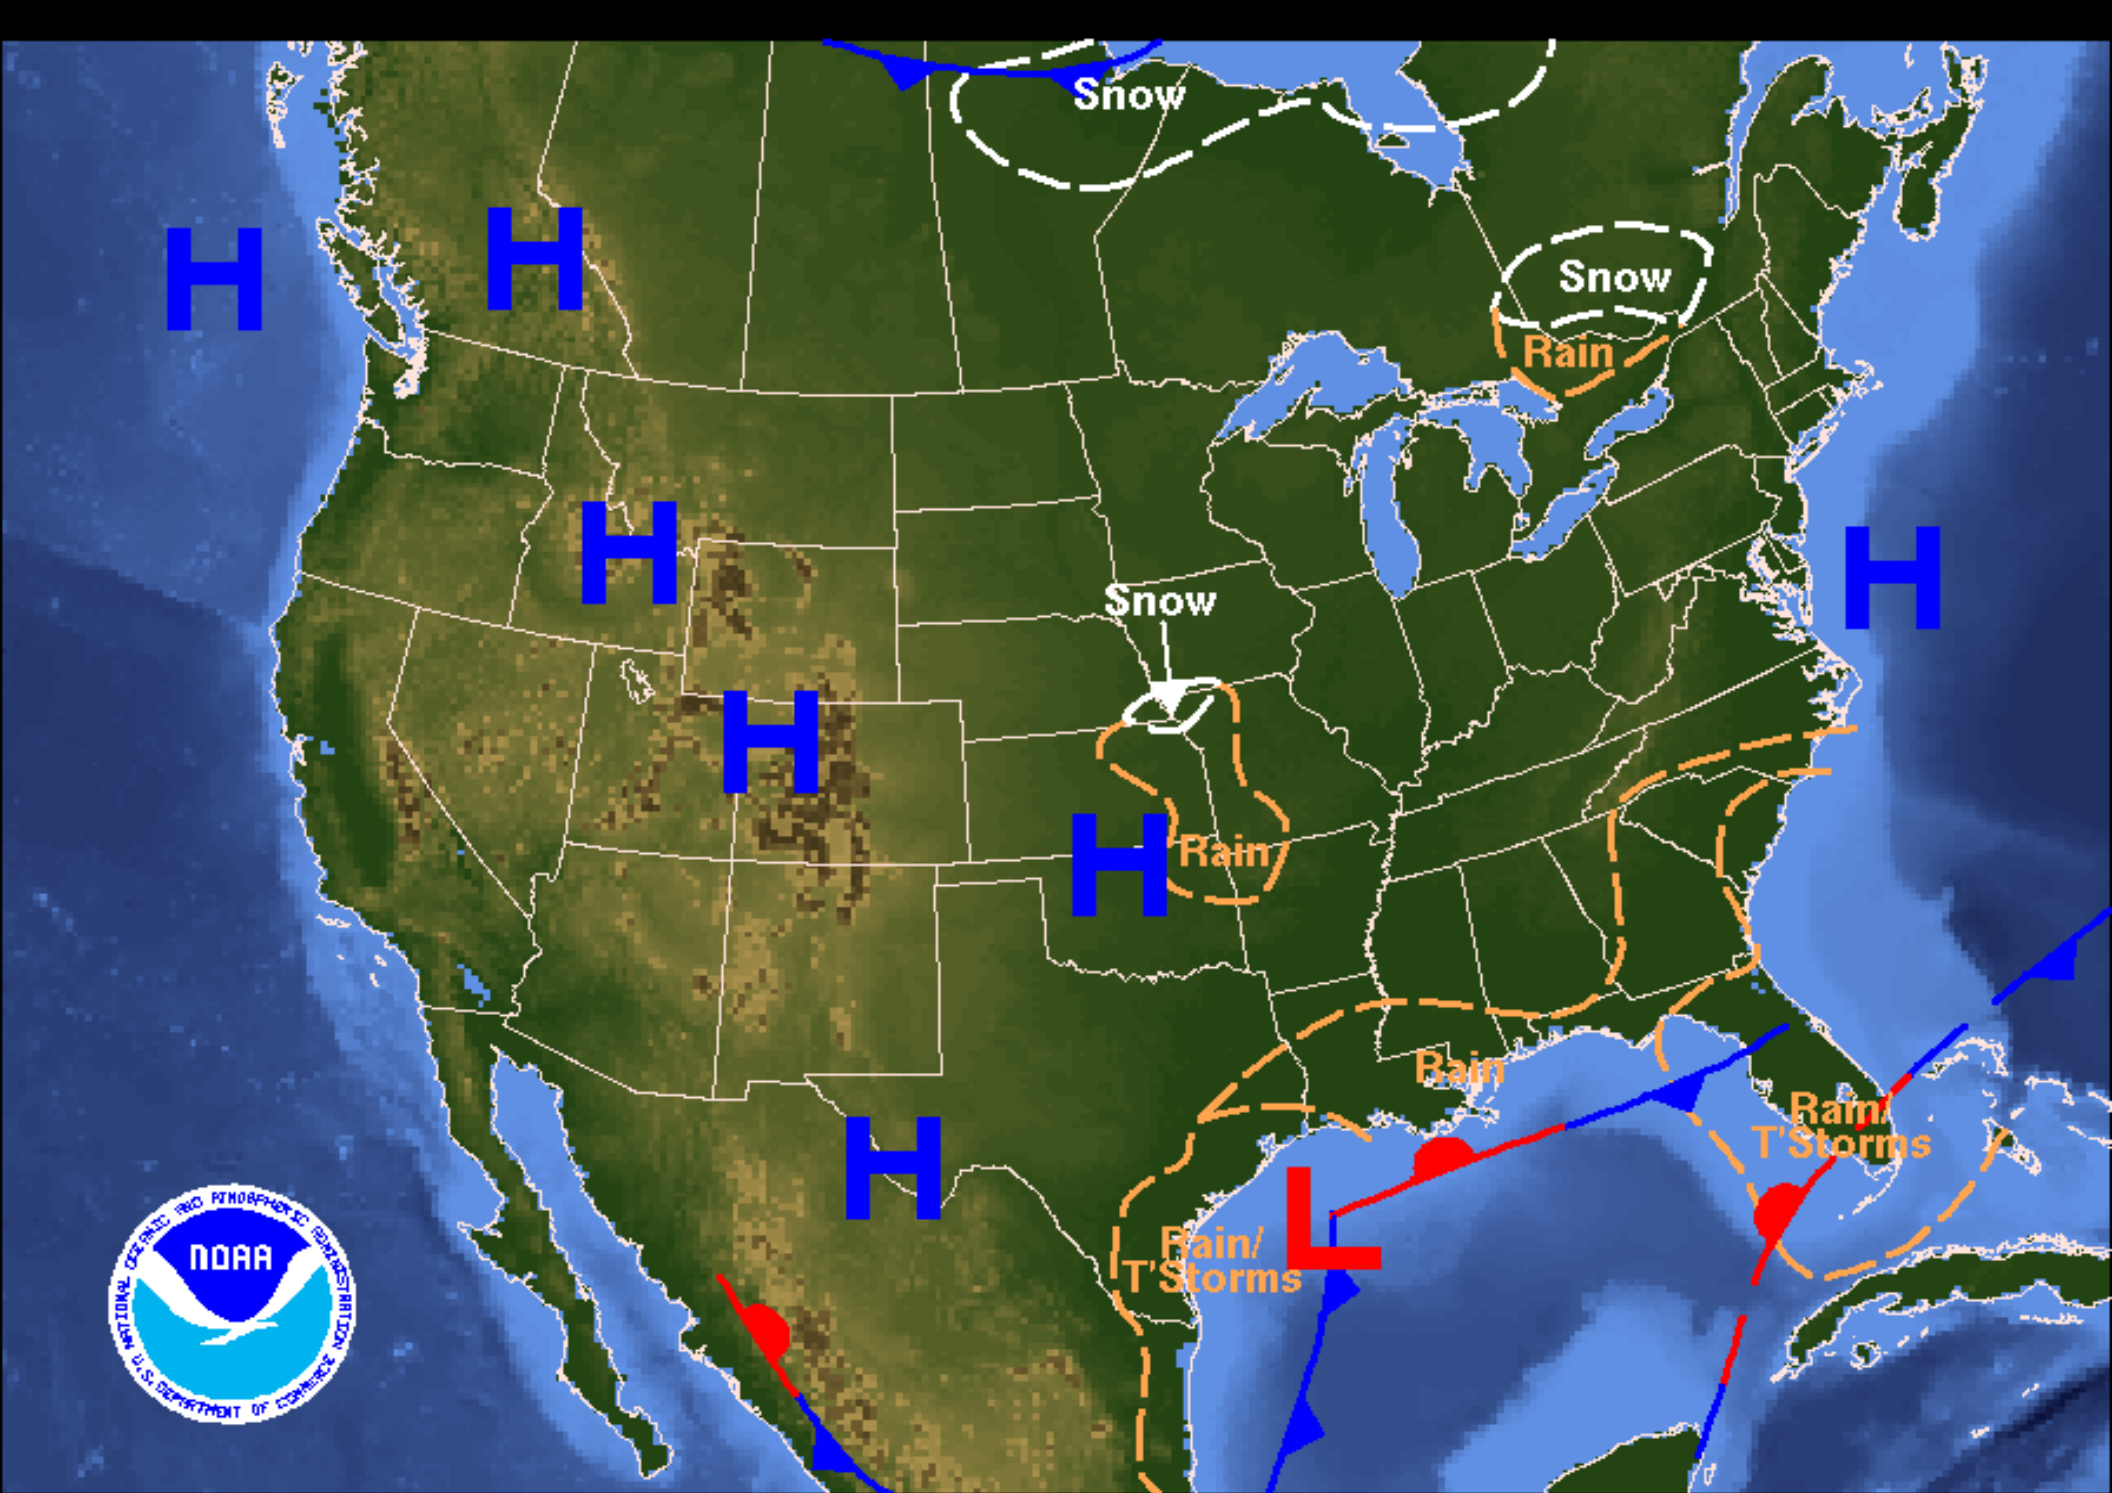 Snow
H
H
Snow
Rain
H
H
Snow
H
H
Rain
Rain
Rain/
T'Storms
H
L
Rain/
T'Storms
NATIONAL OCEANIC AND ATMOSPHERIC ADMINISTRATION
NOAA
U.S. DEPARTMENT OF COMMERCE